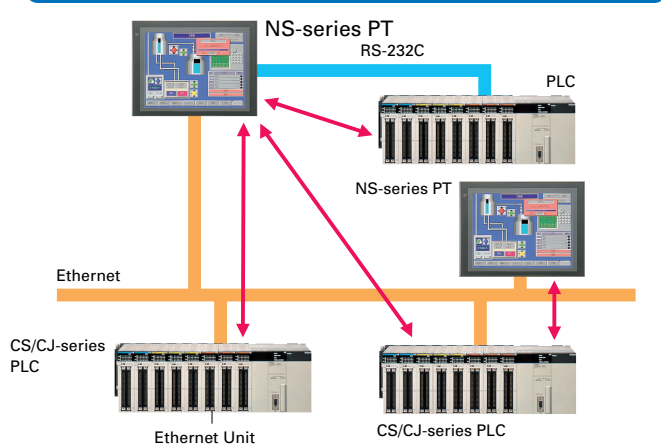 NS-series PT
RS-232C
PLC
NS-series PT
Ethernet
CS/CJ-series
PLC
CS/CJ-series PLC
Ethernet Unit